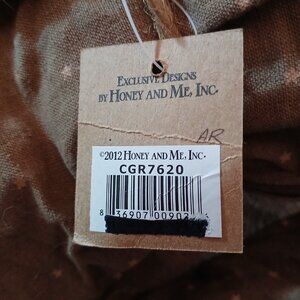 EXCLUSIVE DESIGNS
BY HONEY AND ME, INC.
AR
©2012 HONEY AND ME, INC.
CGR7620
8 36907 00902